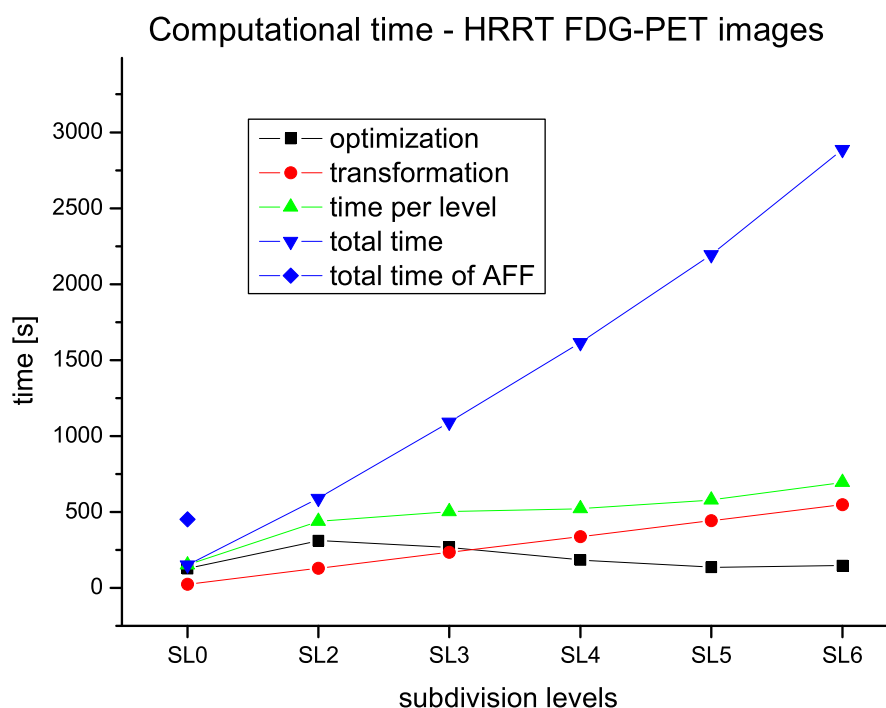 Computational time - HRRT FDG-PET images
optimization
transformation
time per level
total time
total time of AFF
time [s]
3000
2500
2000
1500
1000
500
0
SL0 SL2 SL3 SL4 SL5 SL6
subdivision levels